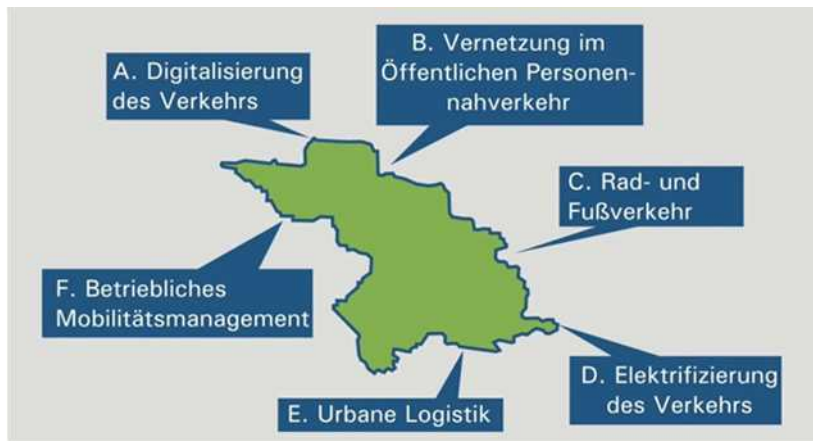 A. Digitalisierung
des Verkehrs
B. Vernetzung im
Öffentlichen Personen-
nahverkehr
C. Rad- und
Fußverkehr
D. Elektrifizierung
des Verkehrs
E. Urbane Logistik
F. Betriebliches
Mobilitätsmanagement